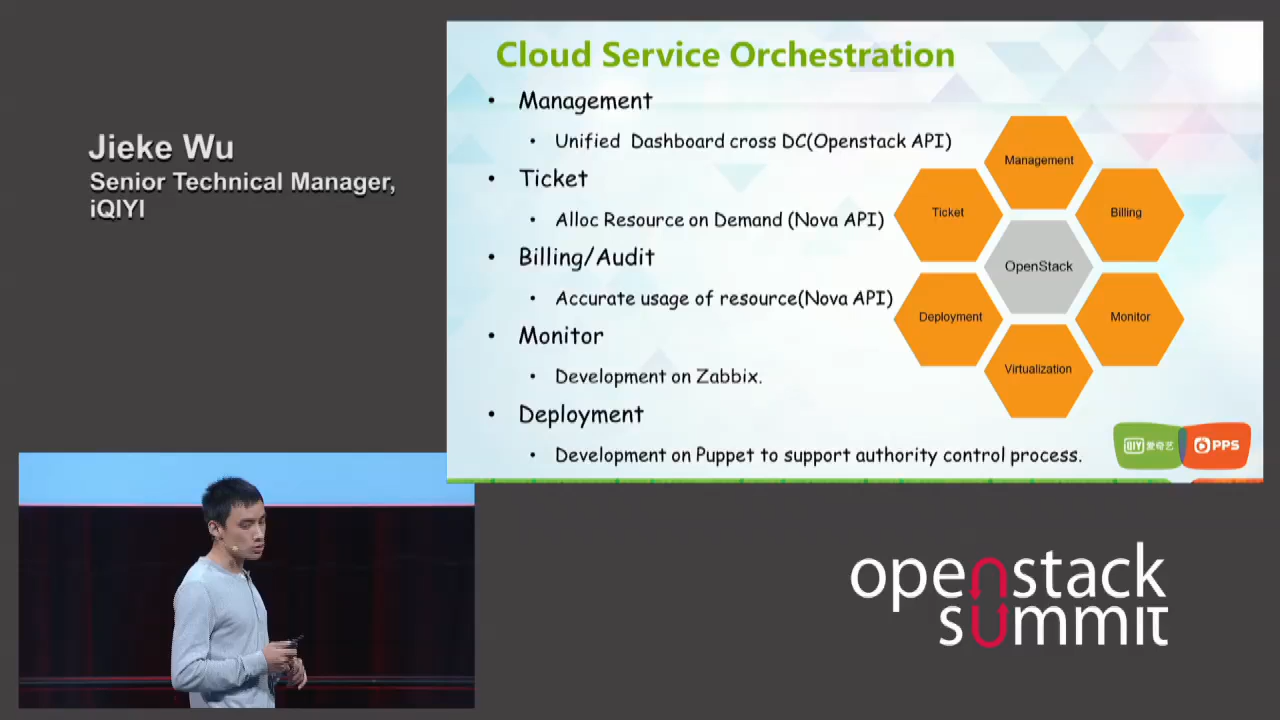 Jieke Wu
Senior Technical Manager,
iQIYI
Cloud Service Orchestration
• Management
• Unified Dashboard cross DC(Openstack API)
• Ticket
• Alloc Resource on Demand (Nova API)
• Billing/Audit
• Accurate usage of resource(Nova API)
• Monitor
• Development on Zabbix.
• Deployment
• Development on Puppet to support authority control process.
Management
Ticket
Billing
OpenStack
Deployment
Monitor
Virtualization
QIY 爱奇艺
PPS
openstack
summit